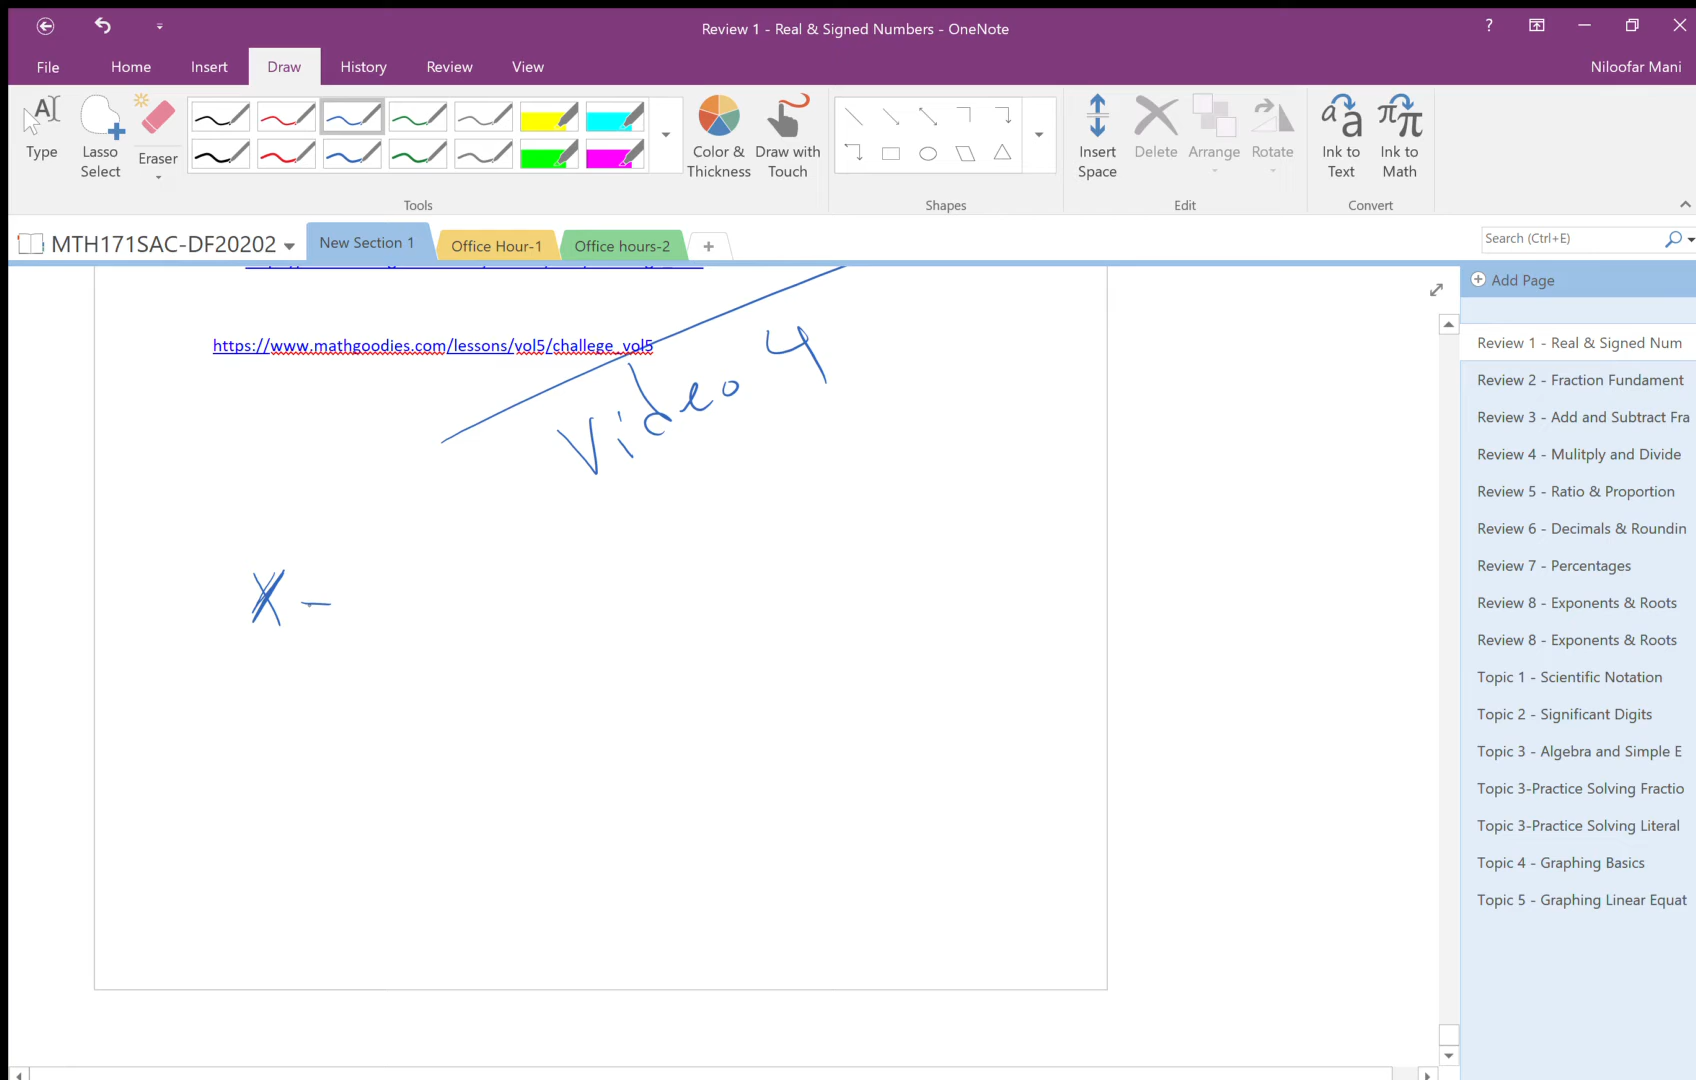 Review 1 - Real & Signed Numbers - OneNote
?
File Home Insert Draw History Review View Niloofar Mani
Type
Lasso Select
Eraser
Color & Thickness
Draw with Touch
Insert Space
Delete
Arrange
Rotate
Ink to Text
Ink to Math
Tools
Shapes
Edit
Convert
MTH171SAC-DF20202
New Section 1
Office Hour-1
Office hours-2
Search (Ctrl+E)
https://www.mathgoodies.com/lessons/vol5/challege_vol5
Video 4
X -
Add Page
Review 1 - Real & Signed Num
Review 2 - Fraction Fundament
Review 3 - Add and Subtract Fra
Review 4 - Mulitply and Divide
Review 5 - Ratio & Proportion
Review 6 - Decimals & Roundin
Review 7 - Percentages
Review 8 - Exponents & Roots
Review 8 - Exponents & Roots
Topic 1 - Scientific Notation
Topic 2 - Significant Digits
Topic 3 - Algebra and Simple E
Topic 3-Practice Solving Fractio
Topic 3-Practice Solving Literal
Topic 4 - Graphing Basics
Topic 5 - Graphing Linear Equat